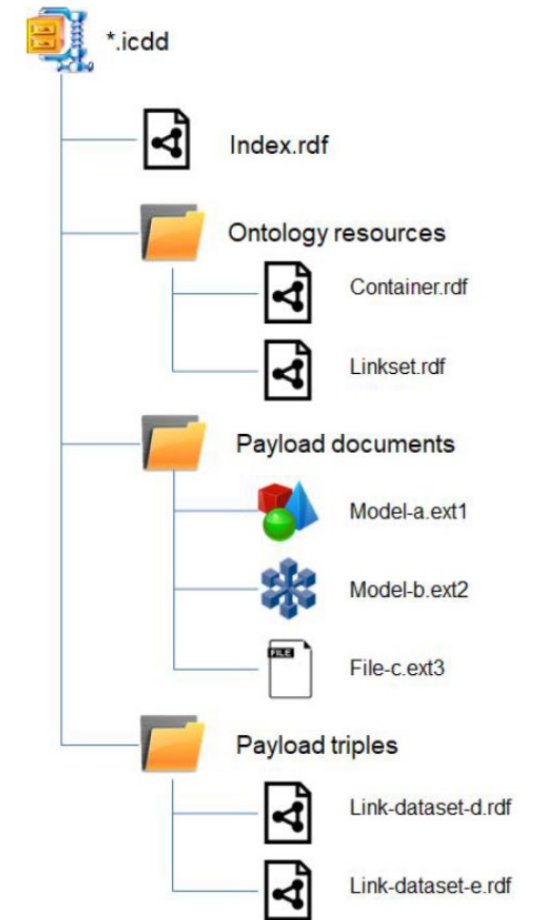 *.icdd
Index.rdf
Ontology resources
Container.rdf
Linkset.rdf
Payload documents
Model-a.ext1
Model-b.ext2
FILE
File-c.ext3
Payload triples
Link-dataset-d.rdf
Link-dataset-e.rdf